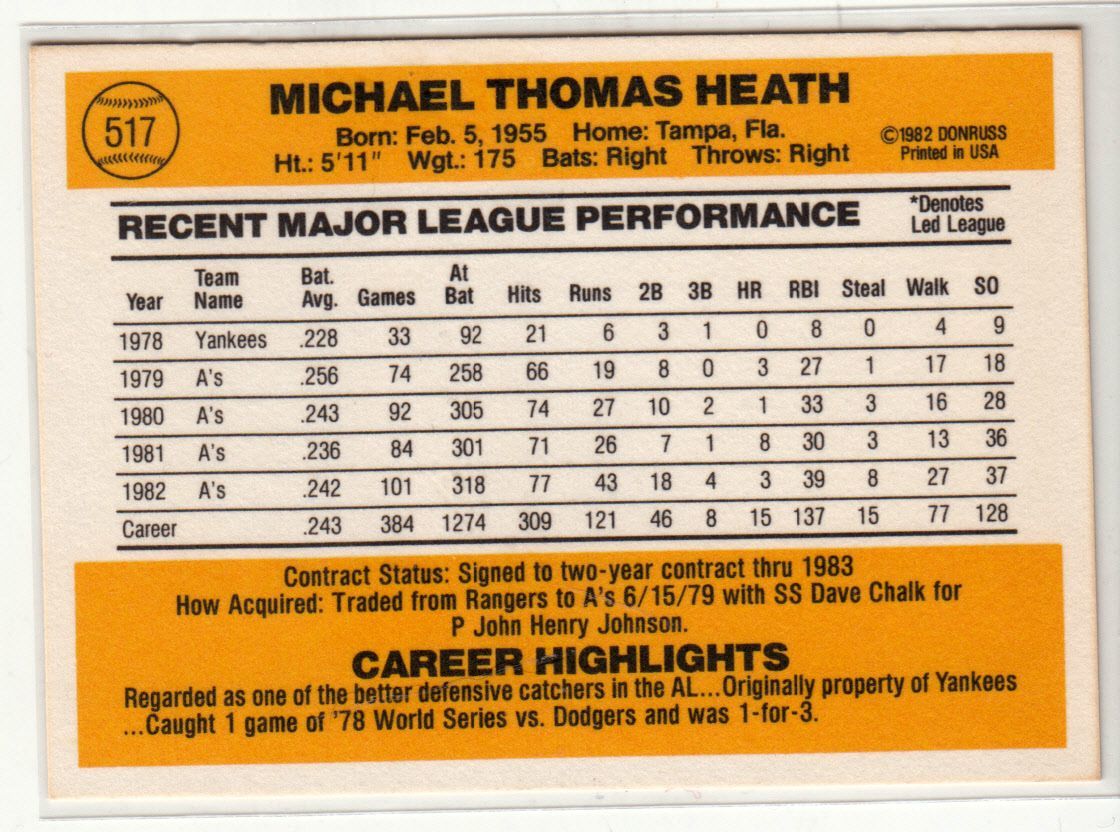 517
MICHAEL THOMAS HEATH
Born: Feb. 5, 1955 Home: Tampa, Fla.
Ht.: 5'11" Wgt.: 175 Bats: Right Throws: Right
©1982 DONRUSS
Printed in USA
RECENT MAJOR LEAGUE PERFORMANCE
*Denotes
Led League
Year Team Name Bat. Avg. Games At Bat Hits Runs 2B 3B HR RBI Steal Walk SO
1978 Yankees .228 33 92 21 6 3 1 0 8 0 4 9
1979 A's .256 74 258 66 19 8 0 3 27 1 17 18
1980 A's .243 92 305 74 27 10 2 1 33 3 16 28
1981 A's .236 84 301 71 26 7 1 8 30 3 13 36
1982 A's .242 101 318 77 43 18 4 3 39 8 27 37
Career .243 384 1274 309 121 46 8 15 137 15 77 128
Contract Status: Signed to two-year contract thru 1983
How Acquired: Traded from Rangers to A's 6/15/79 with SS Dave Chalk for
P John Henry Johnson.
CAREER HIGHLIGHTS
Regarded as one of the better defensive catchers in the AL...Originally property of Yankees
...Caught 1 game of '78 World Series vs. Dodgers and was 1-for-3.